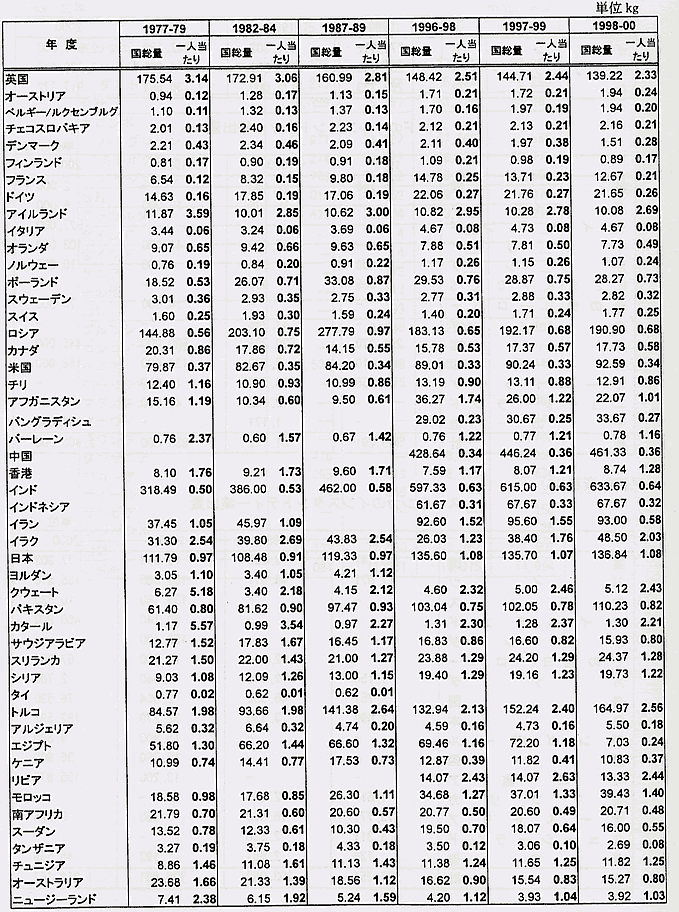 単位 kg
年度 1977-79 1982-84 1987-89 1996-98 1997-99 1998-00
国総量 一人当たり 国総量 一人当たり 国総量 一人当たり 国総量 一人当たり 国総量 一人当たり 国総量 一人当たり
英国 175.54 3.14 172.91 3.06 160.99 2.81 148.42 2.51 144.71 2.44 139.22 2.33
オーストリア 0.94 0.12 1.28 0.17 1.13 0.15 1.71 0.21 1.72 0.21 1.94 0.24
ベルギー/ルクセンブルグ 1.10 0.11 1.32 0.13 1.37 0.13 1.70 0.16 1.97 0.19 1.94 0.20
チェコスロバキア 2.01 0.13 2.40 0.16 2.23 0.14 2.12 0.21 2.13 0.21 2.16 0.21
デンマーク 2.21 0.43 2.34 0.46 2.09 0.41 2.11 0.40 1.97 0.38 1.51 0.28
フィンランド 0.81 0.17 0.90 0.19 0.91 0.18 1.09 0.21 0.98 0.19 0.89 0.17
フランス 6.54 0.12 8.32 0.15 9.80 0.18 14.78 0.25 13.71 0.23 12.67 0.21
ドイツ 14.63 0.16 17.85 0.19 17.06 0.19 22.06 0.27 21.76 0.27 21.65 0.26
アイルランド 11.87 3.59 10.01 2.85 10.62 3.00 10.82 2.95 10.28 2.78 10.08 2.69
イタリア 3.44 0.06 3.24 0.06 3.69 0.06 4.67 0.08 4.73 0.08 4.67 0.08
オランダ 9.07 0.65 9.42 0.66 9.63 0.65 7.88 0.51 7.81 0.50 7.73 0.49
ノルウェー 0.76 0.19 0.84 0.20 0.91 0.22 1.17 0.26 1.15 0.26 1.07 0.24
ポーランド 18.52 0.53 26.07 0.71 33.08 0.87 29.53 0.76 28.87 0.75 28.27 0.73
スウェーデン 3.01 0.36 2.93 0.35 2.75 0.33 2.77 0.31 2.88 0.33 2.82 0.32
スイス 1.60 0.25 1.93 0.30 1.59 0.24 1.40 0.20 1.71 0.24 1.77 0.25
ロシア 144.88 0.56 203.10 0.75 277.79 0.97 183.13 0.65 192.17 0.68 190.90 0.68
カナダ 20.31 0.86 17.86 0.72 14.15 0.55 15.78 0.53 17.37 0.57 17.73 0.58
米国 79.87 0.37 82.67 0.35 84.20 0.34 89.01 0.33 90.24 0.33 92.59 0.34
チリ 12.40 1.16 10.90 0.93 10.99 0.86 13.19 0.90 13.11 0.88 12.91 0.86
アフガニスタン 15.16 1.19 10.34 0.60 9.50 0.61 36.27 1.74 26.00 1.22 22.07 1.01
バングラディシュ 29.02 0.23 30.67 0.25 33.67 0.27
バーレーン 0.76 2.37 0.60 1.57 0.67 1.42 0.76 1.22 0.77 1.21 0.78 1.16
中国 428.64 0.34 446.24 0.36 461.33 0.36
香港 8.10 1.76 9.21 1.73 9.60 1.71 7.59 1.17 8.07 1.21 8.74 1.28
インド 318.49 0.50 386.00 0.53 462.00 0.58 597.33 0.63 615.00 0.63 633.67 0.64
インドネシア 61.67 0.31 67.67 0.33 67.67 0.32
イラン 37.45 1.05 45.97 1.09 92.60 1.52 95.60 1.55 93.00 0.58
イラク 31.30 2.54 39.80 2.69 43.83 2.54 26.03 1.23 38.40 1.76 48.50 2.03
日本 111.79 0.97 108.48 0.91 119.33 0.97 135.60 1.08 135.70 1.07 136.84 1.08
ヨルダン 3.05 1.10 3.40 1.05 4.21 1.12
クウェート 6.27 5.18 3.40 2.18 4.15 2.12 4.60 2.32 5.00 2.46 5.12 2.43
パキスタン 61.40 0.80 81.62 0.90 97.47 0.93 103.04 0.75 102.05 0.78 110.23 0.82
カタール 1.17 5.57 0.99 3.54 0.97 2.27 1.31 2.30 1.28 2.37 1.30 2.21
サウジアラビア 12.77 1.52 17.83 1.67 16.45 1.17 16.83 0.86 16.60 0.82 15.93 0.80
スリランカ 21.27 1.50 22.00 1.43 21.00 1.27 23.88 1.29 24.20 1.29 24.37 1.28
シリア 9.03 1.08 12.09 1.26 13.00 1.15 19.40 1.29 19.16 1.23 19.73 1.22
タイ 0.77 0.02 0.62 0.01 0.62 0.01
トルコ 84.57 1.98 93.66 1.98 141.38 2.64 132.94 2.13 152.24 2.40 164.97 2.56
アルジェリア 5.62 0.32 6.64 0.32 4.74 0.20 4.59 0.16 4.73 0.16 5.50 0.18
エジプト 51.80 1.30 66.20 1.44 66.60 1.32 69.46 1.16 72.20 1.18 7.03 0.24
ケニア 10.99 0.74 14.41 0.77 17.53 0.73 12.87 0.39 11.82 0.41 10.83 0.37
リビア 14.07 2.43 14.07 2.63 13.33 2.44
モロッコ 18.58 0.98 17.68 0.85 26.30 1.11 34.68 1.27 37.01 1.33 39.43 1.40
南アフリカ 21.79 0.70 21.31 0.60 20.60 0.57 20.77 0.50 20.60 0.49 20.71 0.48
スーダン 13.52 0.78 12.33 0.61 10.30 0.43 19.50 0.70 18.07 0.64 16.00 0.55
タンザニア 3.27 0.19 3.75 0.18 4.33 0.18 3.50 0.12 3.06 0.10 2.69 0.08
チュニジア 8.86 1.46 11.08 1.61 11.13 1.43 11.38 1.24 11.65 1.25 11.82 1.25
オーストラリア 23.68 1.66 21.33 1.39 18.56 1.12 16.62 0.90 15.54 0.83 15.27 0.80
ニュージーランド 7.41 2.38 6.15 1.92 5.24 1.59 4.20 1.12 3.93 1.04 3.92 1.03